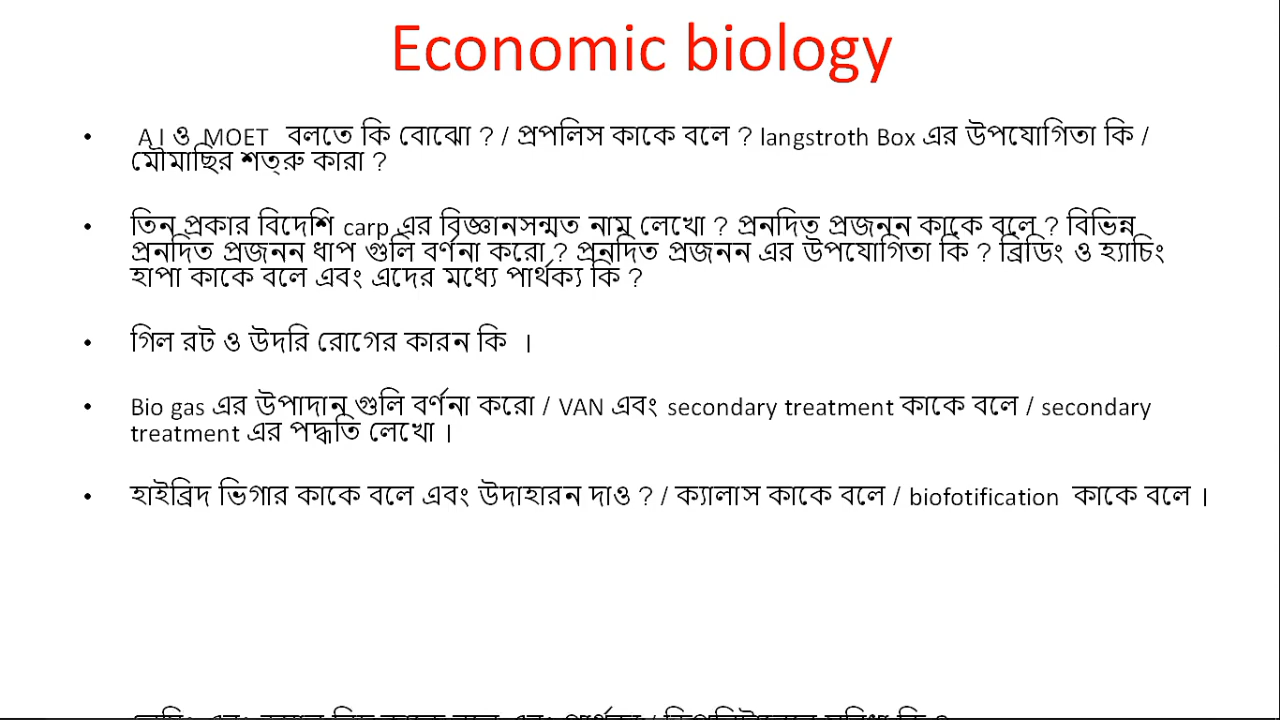 Economic biology
• A I ও MOET বলতে কি বোঝো ? / প্রপলিস কাকে বলে ? langstroth Box এর উপযোগিতা কি /
মৌমাছির শত্রু কারা ?
• তিন প্রকার বিদেশি carp এর বিজ্ঞানসন্মত নাম লেখো ? প্রনদিত প্রজনন কাকে বলে ? বিভিন্ন
প্রনদিত প্রজনন ধাপ গুলি বর্ণনা করো ? প্রনদিত প্রজনন এর উপযোগিতা কি ? ব্রিডিং ও হ্যাচিং
হাপা কাকে বলে এবং এদের মধ্যে পার্থক্য কি ?
• গিল রট ও উদরি রোগের কারন কি ।
• Bio gas এর উপাদান গুলি বর্ণনা করো / VAN এবং secondary treatment কাকে বলে / secondary
treatment এর পদ্ধতি লেখো ।
• হাইব্রিদ ভিগার কাকে বলে এবং উদাহারন দাও ? / ক্যালাস কাকে বলে / biofotification কাকে বলে ।